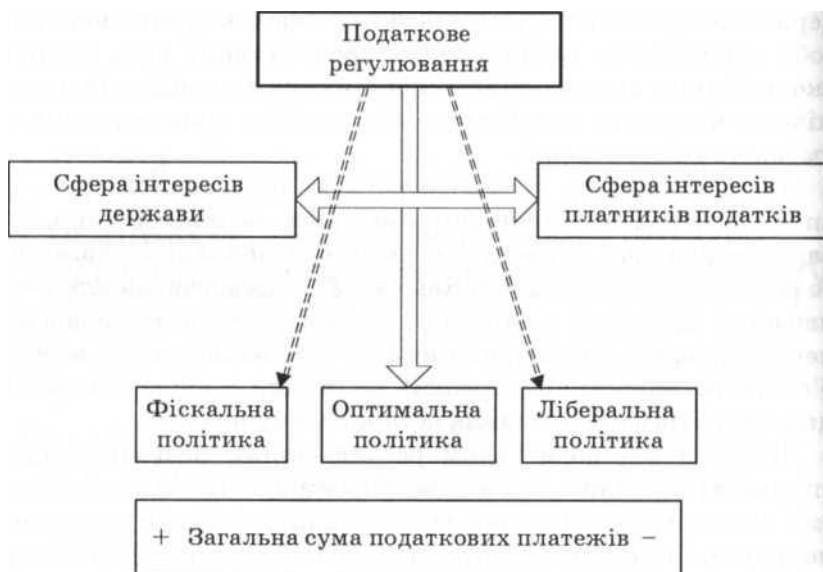 Податкове
регулювання
Сфера інтересів
держави
Сфера інтересів
платників податків
Фіскальна
політика
Оптимальна
політика
Ліберальна
політика
+ Загальна сума податкових платежів −